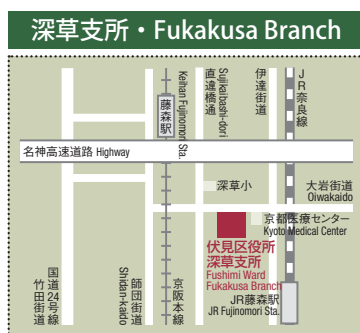 深草支所・Fukakusa Branch
藤森駅
Keihan Fujinomori Sta.
直違橋通
Sujikaibashi-dori
伊達街道
JR奈良線
名神高速道路 Highway
深草小
大岩街道
Oiwakaido
京都医療センター
Kyoto Medical Center
伏見区役所
深草支所
Fushimi Ward
Fukakusa Branch
国道24号線
竹田街道
師団街道
Shidan-kaido
京阪本線
JR藤森駅
JR Fujinomori Sta.